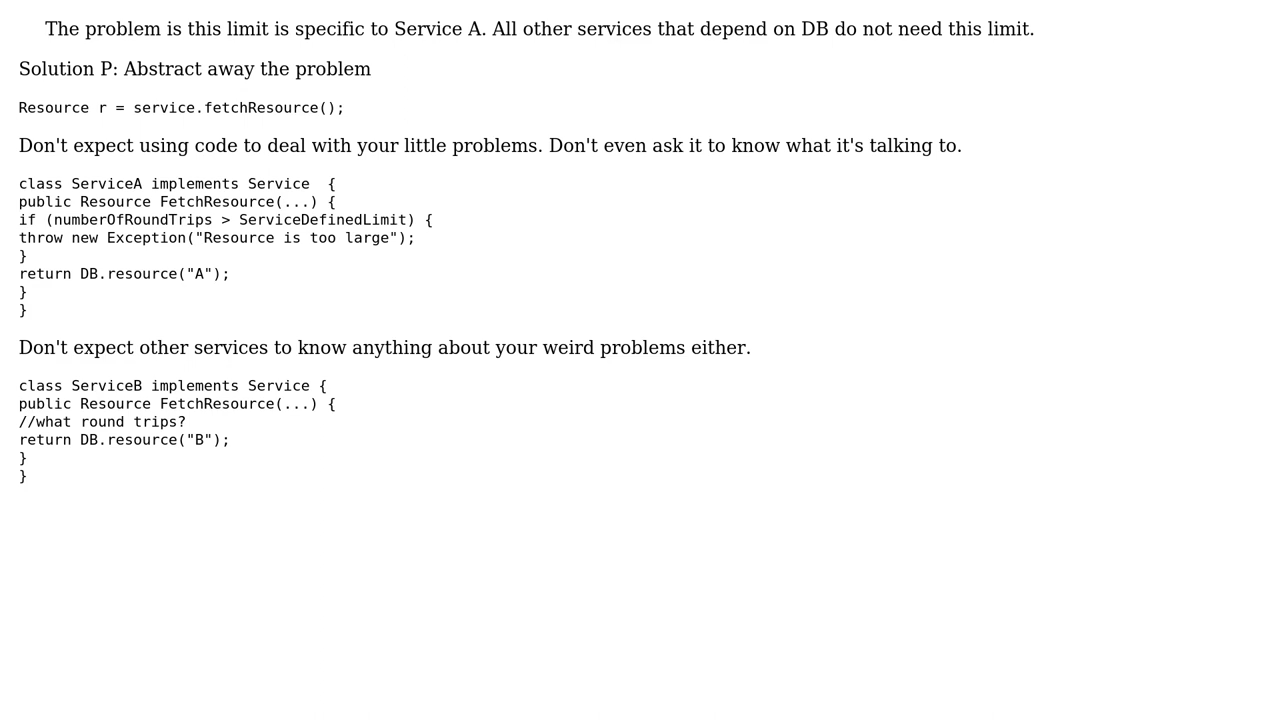 The problem is this limit is specific to Service A. All other services that depend on DB do not need this limit.
Solution P: Abstract away the problem
Resource r = service.fetchResource();
Don't expect using code to deal with your little problems. Don't even ask it to know what it's talking to.
class ServiceA implements Service  {
public Resource FetchResource(...) {
if (numberOfRoundTrips > ServiceDefinedLimit) {
throw new Exception("Resource is too large");
}
return DB.resource("A");
}
}
Don't expect other services to know anything about your weird problems either.
class ServiceB implements Service {
public Resource FetchResource(...) {
//what round trips?
return DB.resource("B");
}
}